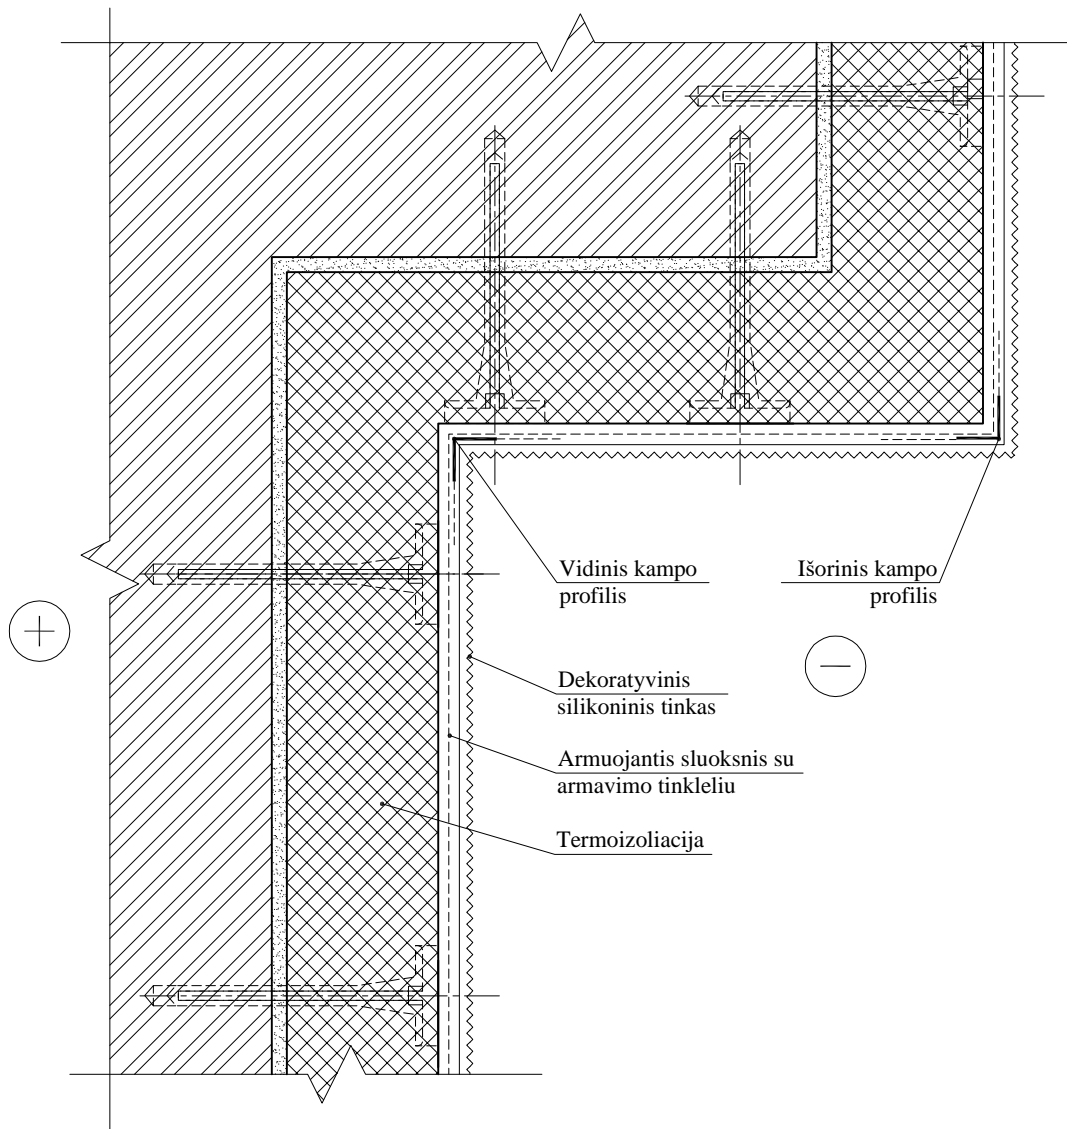 Vidinis kampo
profilis
Išorinis kampo
profilis
Dekoratyvinis
silikoninis tinkas
Armuojantis sluoksnis su
armavimo tinkleliu
Termoizoliacija